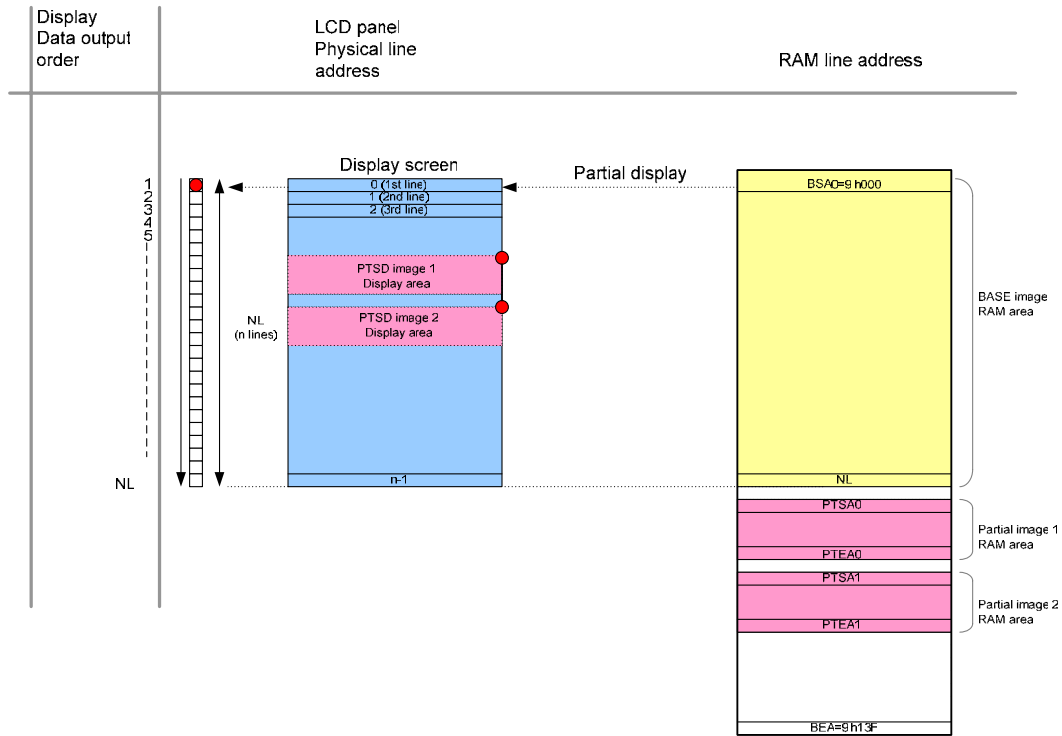 Display
Data output
order
LCD panel
Physical line
address
RAM line address
Display screen
Partial display
1
2
3
4
5
NL
NL
(n lines)
0 (1st line)
1 (2nd line)
2 (3rd line)
PTSD image 1
Display area
PTSD image 2
Display area
n-1
BSA0=9 h000
NL
PTSA0
PTEA0
PTSA1
PTEA1
BEA=9h13F
BASE image
RAM area
Partial image 1
RAM area
Partial image 2
RAM area